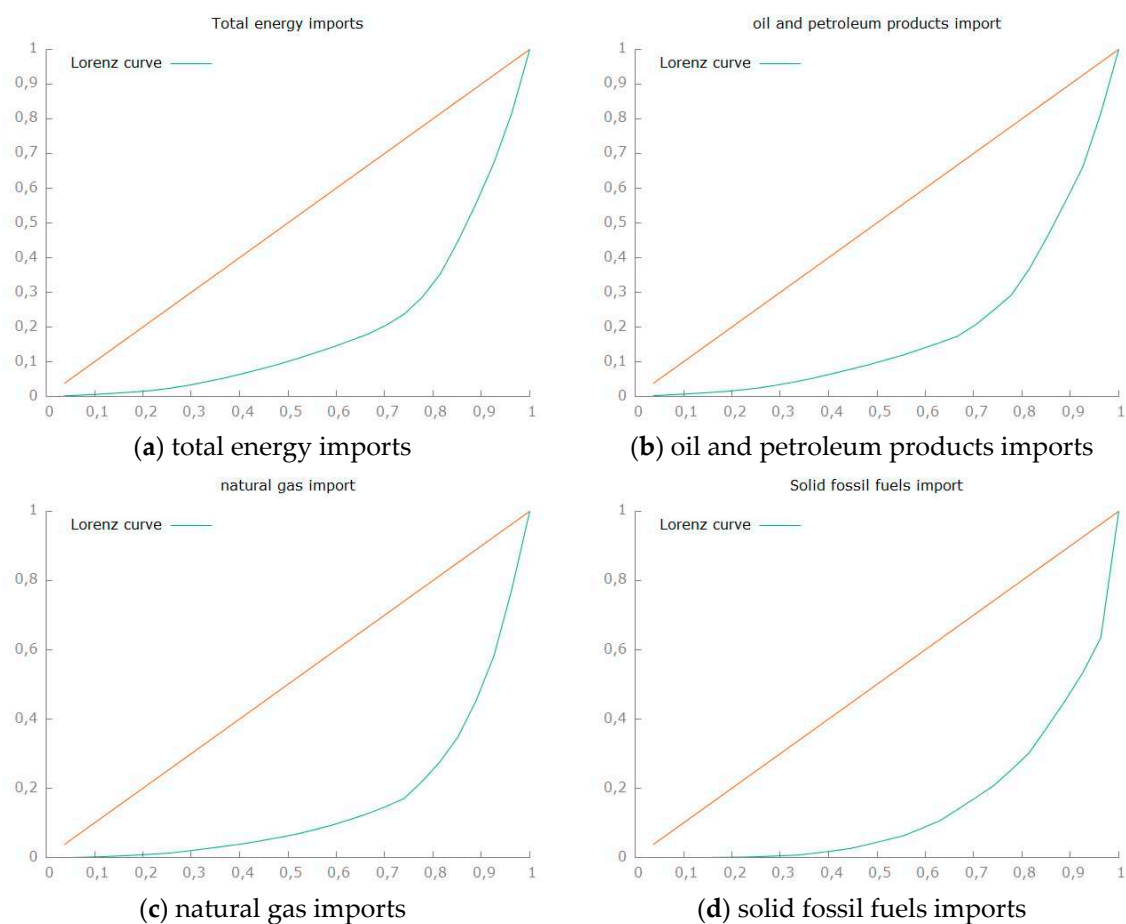 Total energy imports
Lorenz curve
1
0,9
0,8
0,7
0,6
0,5
0,4
0,3
0,2
0,1
0
0 0,1 0,2 0,3 0,4 0,5 0,6 0,7 0,8 0,9 1
(a) total energy imports
oil and petroleum products import
Lorenz curve
1
0,9
0,8
0,7
0,6
0,5
0,4
0,3
0,2
0,1
0
0 0,1 0,2 0,3 0,4 0,5 0,6 0,7 0,8 0,9 1
(b) oil and petroleum products imports
natural gas import
Lorenz curve
1
0,8
0,6
0,4
0,2
0
0 0,1 0,2 0,3 0,4 0,5 0,6 0,7 0,8 0,9 1
(c) natural gas imports
Solid fossil fuels import
Lorenz curve
1
0,8
0,6
0,4
0,2
0
0 0,1 0,2 0,3 0,4 0,5 0,6 0,7 0,8 0,9 1
(d) solid fossil fuels imports